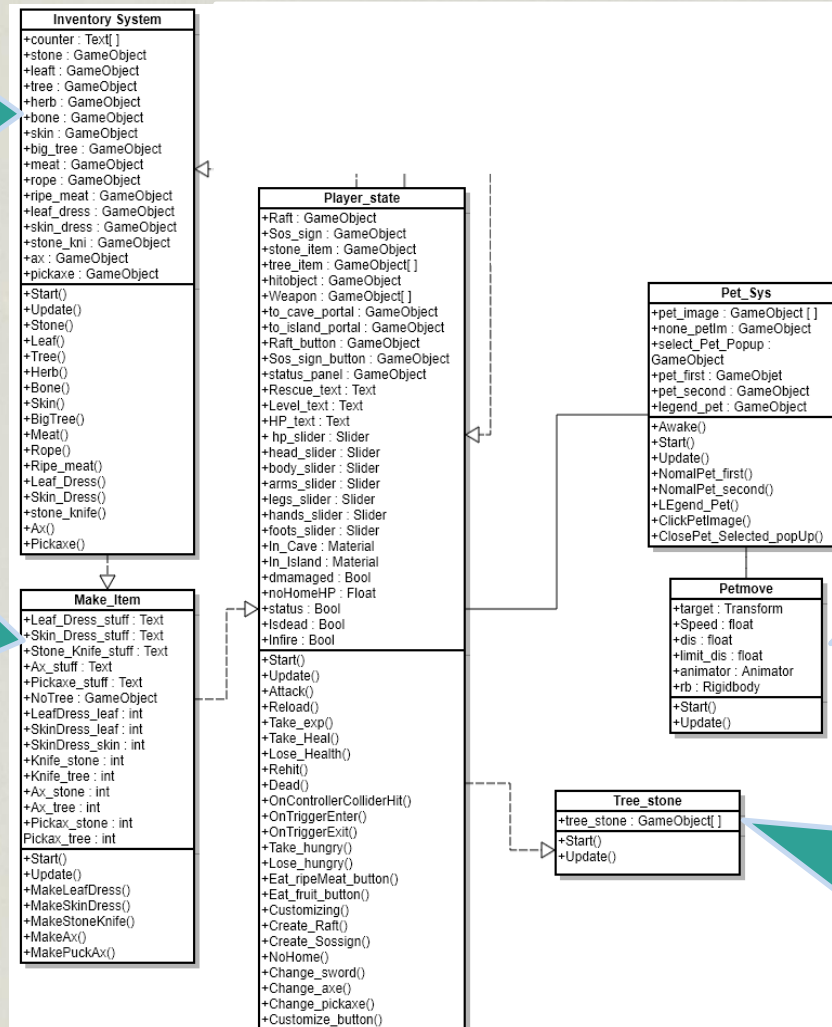 Inventory System
+counter : Text[ ]
+stone : GameObject
+leaft : GameObject
+tree : GameObject
+herb : GameObject
+bone : GameObject
+skin : GameObject
+big_tree : GameObject
+meat : GameObject
+rope : GameObject
+ripe_meat : GameObject
+leaf_dress : GameObject
+skin_dress : GameObject
+stone_kni : GameObject
+ax : GameObject
+pickaxe : GameObject
+Start()
+Update()
+Stone()
+Leaf()
+Tree()
+Herb()
+Bone()
+Skin()
+BigTree()
+Meat()
+Rope()
+Ripe_meat()
+Leaf_Dress()
+Skin_Dress()
+stone_knife()
+Ax()
+Pickaxe()
Make_Item
+Leaf_Dress_stuff : Text
+Skin_Dress_stuff : Text
+Stone_Knife_stuff : Text
+Ax_stuff : Text
+Pickaxe_stuff : Text
+NoTree : GameObject
+LeafDress_leaf : int
+SkinDress_leaf : int
+SkinDress_skin : int
+Knife_stone : int
+Knife_tree : int
+Ax_stone : int
+Ax_tree : int
+Pickax_stone : int
Pickax_tree : int
+Start()
+Update()
+MakeLeafDress()
+MakeSkinDress()
+MakeStoneKnife()
+MakeAx()
+MakePuckAx()
Player_state
+Raft : GameObject
+Sos_sign : GameObject
+stone_item : GameObject
+tree_item : GameObject[ ]
+hitobject : GameObject
+Weapon : GameObject[ ]
+to_cave_portal : GameObject
+to_island_portal : GameObject
+Raft_button : GameObject
+Sos_sign_button : GameObject
+status_panel : GameObject
+Rescue_text : Text
+Level_text : Text
+HP_text : Text
+ hp_slider : Slider
+head_slider : Slider
+body_slider : Slider
+arms_slider : Slider
+legs_slider : Slider
+hands_slider : Slider
+foots_slider : Slider
+In_Cave : Material
+In_Island : Material
+dmamaged : Bool
+noHomeHP : Float
+status : Bool
+Isdead : Bool
+Infire : Bool
+Start()
+Update()
+Attack()
+Reload()
+Take_exp()
+Take_Heal()
+Lose_Health()
+Rehit()
+Dead()
+OnControllerColliderHit()
+OnTriggerEnter()
+OnTriggerExit()
+Take_hungry()
+Lose_hungry()
+Eat_ripeMeat_button()
+Eat_fruit_button()
+Customizing()
+Create_Raft()
+Create_Sossign()
+NoHome()
+Change_sword()
+Change_axe()
+Change_pickaxe()
+Customize_button()
Pet_Sys
+pet_image : GameObject [ ]
+none_petIm : GameObject
+select_Pet_Popup :
GameObject
+pet_first : GameObjet
+pet_second : GameObject
+legend_pet : GameObject
+Awake()
+Start()
+Update()
+NomalPet_first()
+NomalPet_second()
+LEgend_Pet()
+ClickPetImage()
+ClosePet_Selected_popUp()
Petmove
+target : Transform
+Speed : float
+dis : float
+limit_dis : float
+animator : Animator
+rb : Rigidbody
+Start()
+Update()
Tree_stone
+tree_stone : GameObject[ ]
+Start()
+Update()